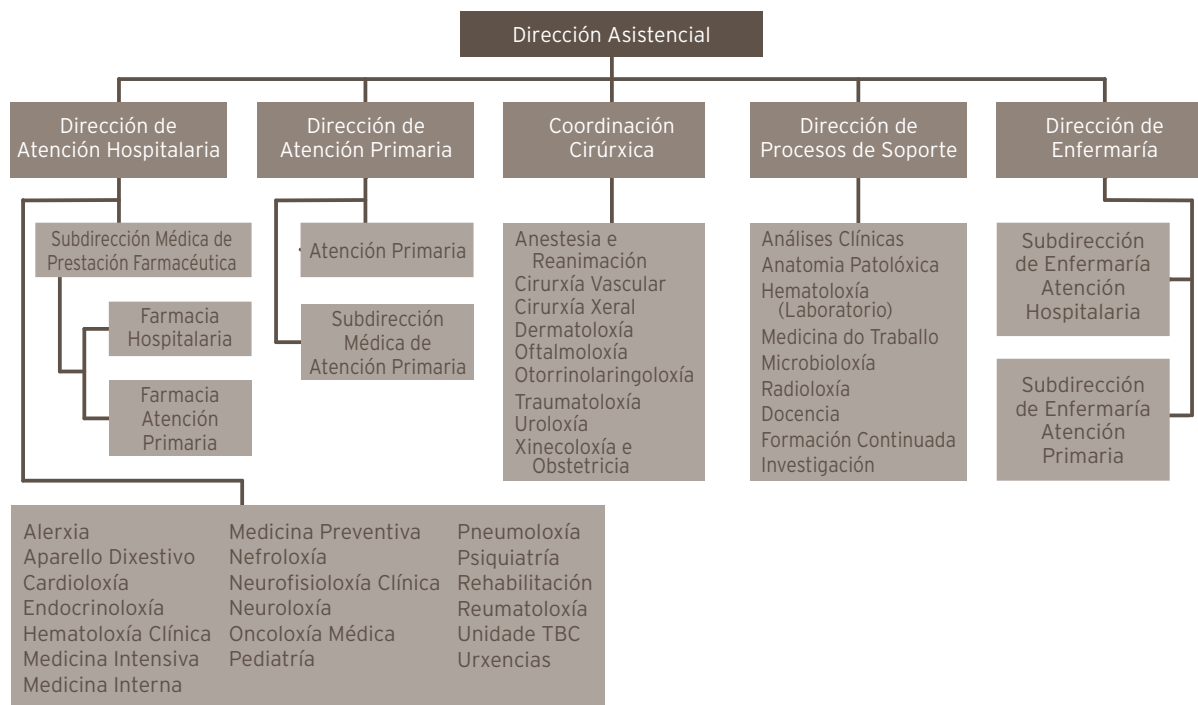 Dirección Asistencial
Dirección de
Atención Hospitalaria
Dirección de
Atención Primaria
Coordinación
Cirúrxica
Dirección de
Procesos de Soporte
Dirección de
Enfermaría
Subdirección Médica de
Prestación Farmacéutica
Farmacia
Hospitalaria
Farmacia
Atención
Primaria
Atención Primaria
Subdirección
Médica de
Atención Primaria
Anestesia e
Reanimación
Cirurxía Vascular
Cirurxía Xeral
Dermatoloxía
Oftalmoloxía
Otorrinolaringoloxía
Traumatoloxía
Uroloxía
Xinecoloxía e
Obstetricia
Análises Clínicas
Anatomia Patolóxica
Hematoloxía
(Laboratorio)
Medicina do Traballo
Microbioloxía
Radioloxía
Docencia
Formación Continuada
Investigación
Subdirección
de Enfermaría
Atención
Hospitalaria
Subdirección
de Enfermaría
Atención
Primaria
Alerxia
Aparello Dixestivo
Cardioloxía
Endocrinoloxía
Hematoloxía Clínica
Medicina Intensiva
Medicina Interna
Medicina Preventiva
Nefroloxía
Neurofisioloxía Clínica
Neuroloxía
Oncoloxía Médica
Pediatría
Pneumoloxía
Psiquiatría
Rehabilitación
Reumatoloxía
Unidade TBC
Urxencias